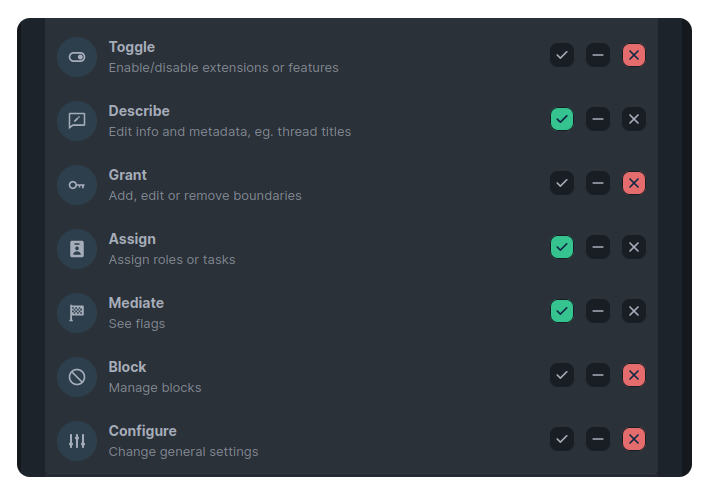 Toggle
Enable/disable extensions or features
Describe
Edit info and metadata, eg. thread titles
Grant
Add, edit or remove boundaries
Assign
Assign roles or tasks
Mediate
See flags
Block
Manage blocks
Configure
Change general settings